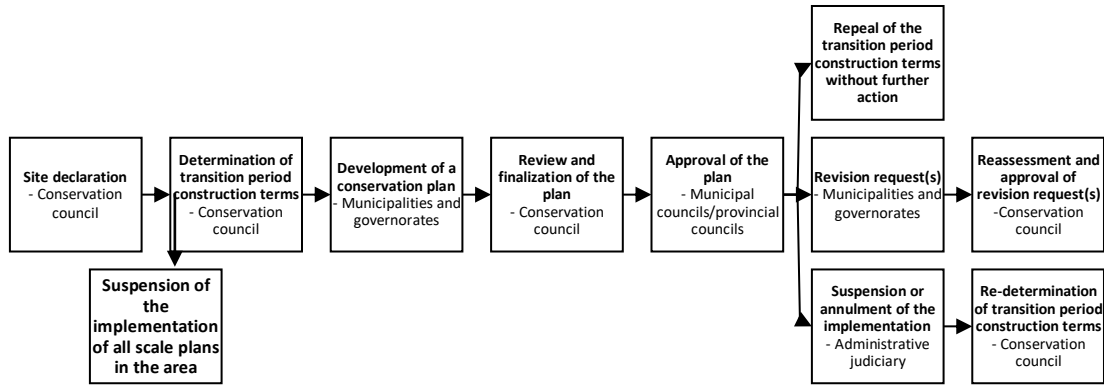 Site declaration
- Conservation
council
Determination of
transition period
construction terms
- Conservation
council
Suspension of
the
implementation
of all scale plans
in the area
Development of a
conservation plan
- Municipalities and
governorates
Review and
finalization of the
plan
- Conservation
council
Approval of the
plan
- Municipal
councils/provincial
councils
Repeal of the
transition period
construction terms
without further
action
Revision request(s)
- Municipalities and
governorates
Reassessment and
approval of
revision request(s)
-Conservation
council
Suspension or
annulment of the
implementation
- Administrative
judiciary
Re-determination
of transition period
construction terms
- Conservation
council